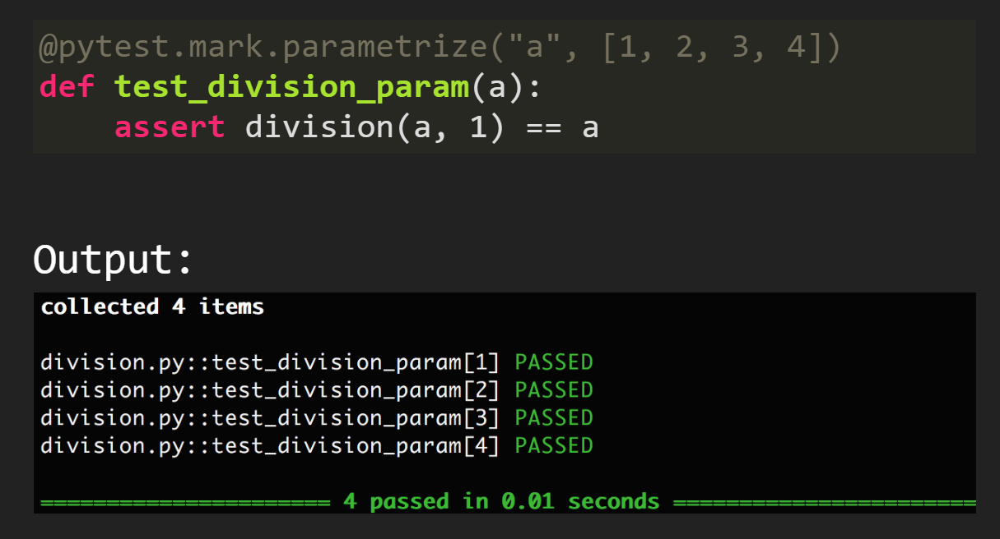 @pytest.mark.parametrize("a", [1, 2, 3, 4])
def test_division_param(a):
    assert division(a, 1) == a
Output:
collected 4 items
division.py::test_division_param[1] PASSED
division.py::test_division_param[2] PASSED
division.py::test_division_param[3] PASSED
division.py::test_division_param[4] PASSED
====================== 4 passed in 0.01 seconds =======================